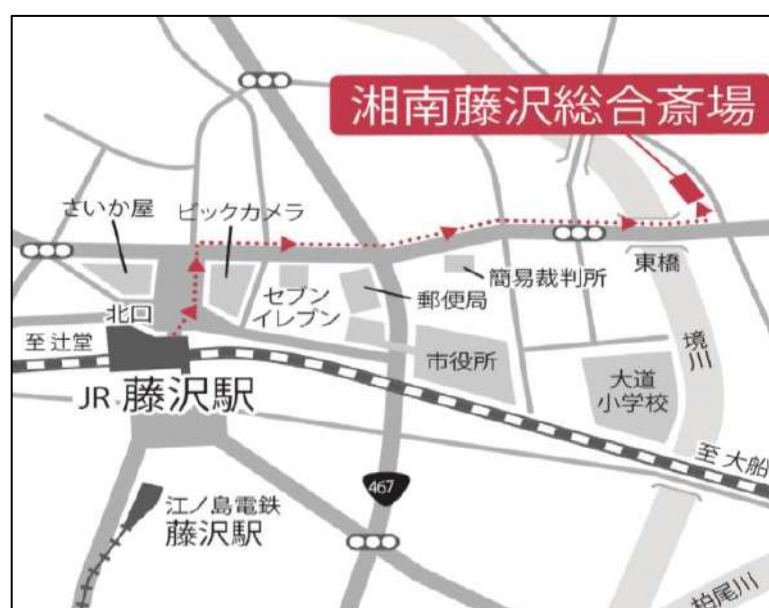 湘南藤沢総合斎場
さいか屋
ビックカメラ
セブン
イレブン
郵便局
簡易裁判所
東橋
北口
至 辻堂
市役所
境川
大道
小学校
JR 藤沢駅
至 大船
467
江ノ島電鉄
藤沢駅
柏尾川